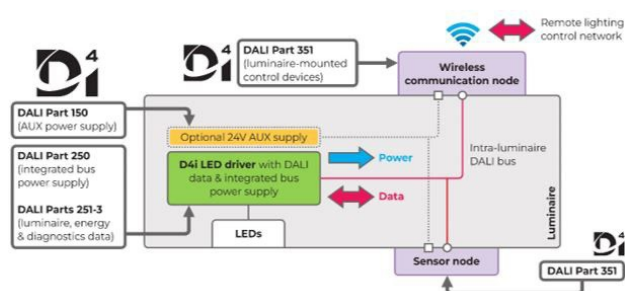 D4i
D4i
DALI Part 351
(luminaire-mounted
control devices)
Remote lighting
control network
Wireless
communication node
DALI Part 150
(AUX power supply)
Optional 24V AUX supply
DALI Part 250
(integrated bus
power supply)
DALI Parts 251-3
(luminaire, energy
& diagnostics data)
D4i LED driver with DALI
data & integrated bus
power supply
Power
Data
Intra-luminaire
DALI bus
Luminaire
LEDs
Sensor node
Di
DALI Part 351